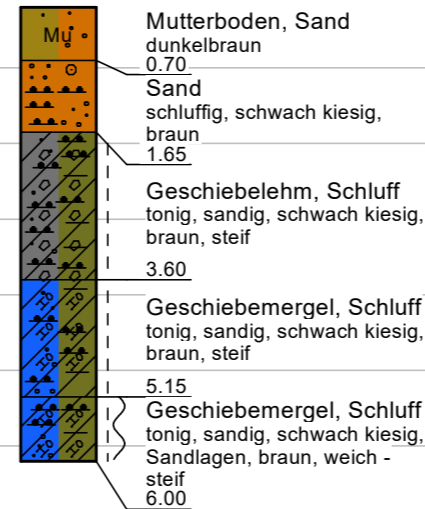 Mu
Mutterboden, Sand
dunkelbraun
0.70
Sand
schluffig, schwach kiesig,
braun
1.65
Geschiebelehm, Schluff
tonig, sandig, schwach kiesig,
braun, steif
3.60
Geschiebemergel, Schluff
tonig, sandig, schwach kiesig,
braun, steif
5.15
Geschiebemergel, Schluff
tonig, sandig, schwach kiesig,
Sandlagen, braun, weich -
steif
6.00